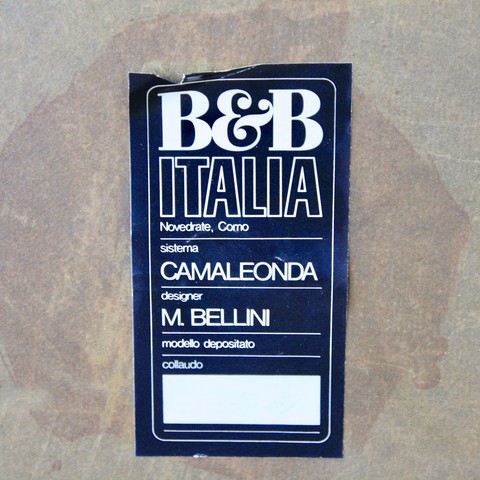 B&B
ITALIA
Novedrate, Como
sistema
CAMALEONDA
designer
M. BELLINI
modello depositato
collaudo